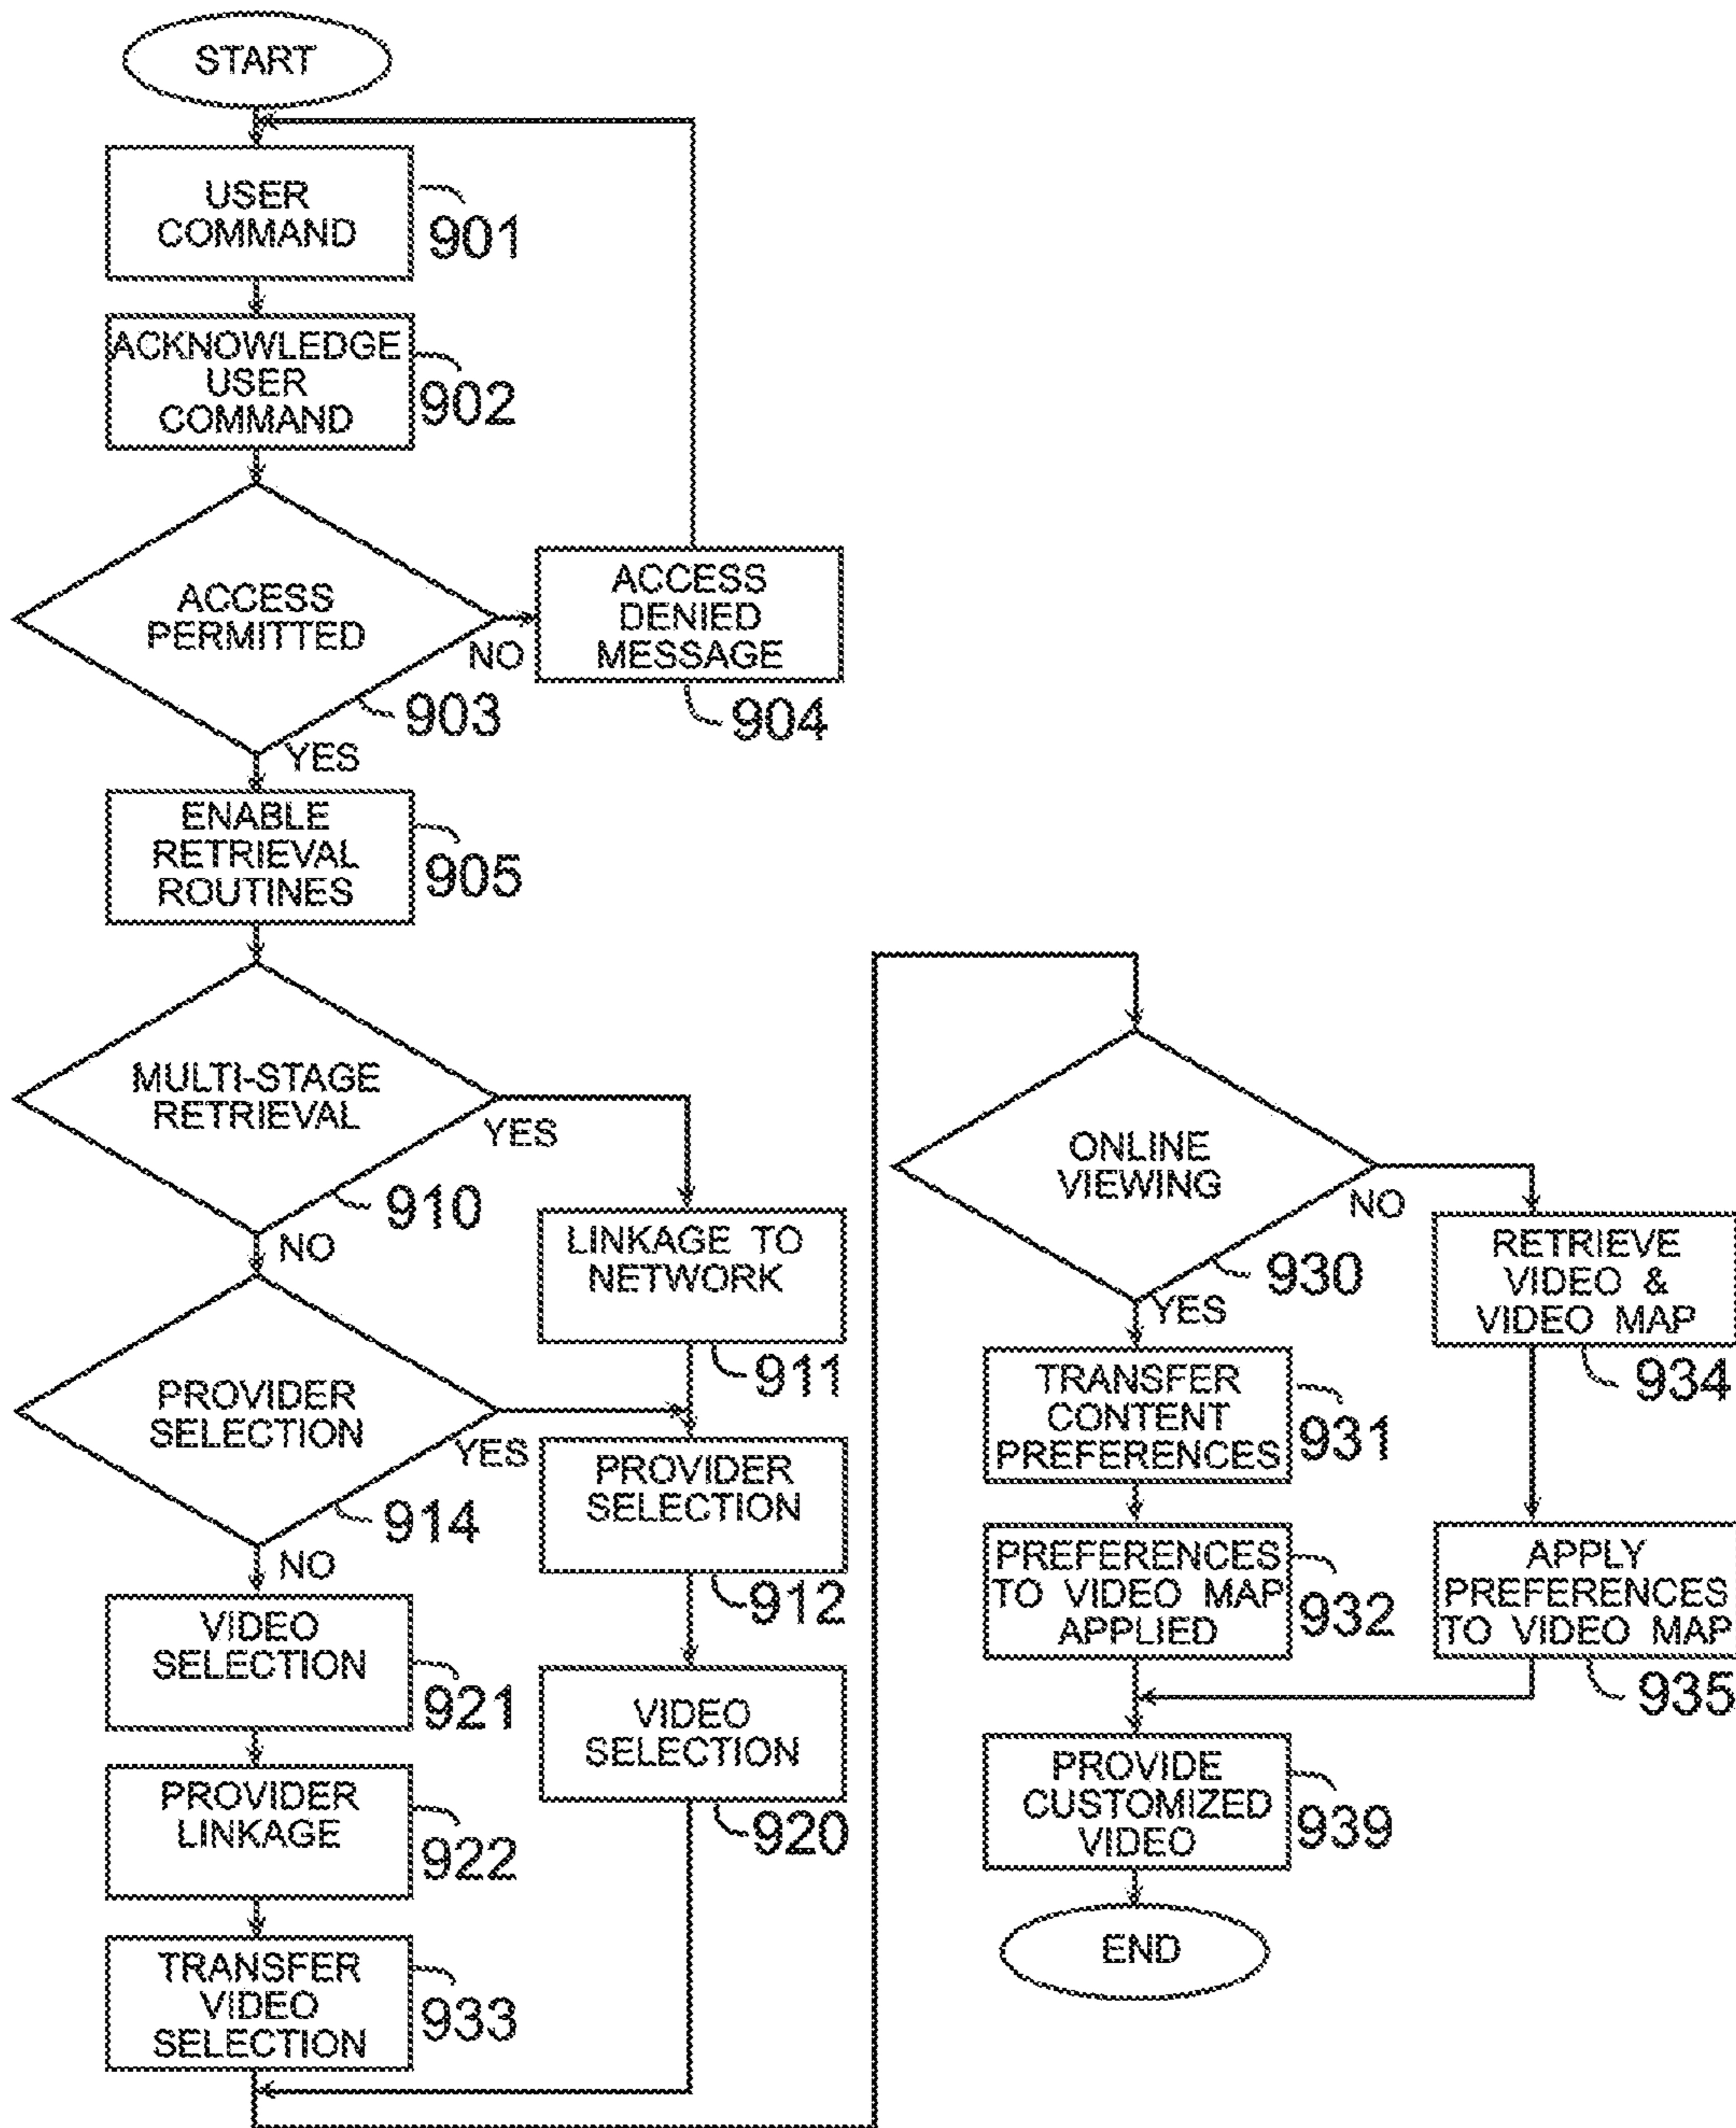 START
USER
COMMAND
901
ACKNOWLEDGE
USER
COMMAND
902
ACCESS
PERMITTED
NO
903
YES
ACCESS
DENIED
MESSAGE
904
ENABLE
RETRIEVAL
ROUTINES
905
MULTI-STAGE
RETRIEVAL
YES
910
NO
LINKAGE TO
NETWORK
911
PROVIDER
SELECTION
YES
914
NO
PROVIDER
SELECTION
912
VIDEO
SELECTION
921
VIDEO
SELECTION
920
PROVIDER
LINKAGE
922
TRANSFER
VIDEO
SELECTION
933
ONLINE
VIEWING
NO
930
YES
RETRIEVE
VIDEO &
VIDEO MAP
934
TRANSFER
CONTENT
PREFERENCES
931
PREFERENCES
TO VIDEO MAP
APPLIED
932
APPLY
PREFERENCES
TO VIDEO MAP
935
PROVIDE
CUSTOMIZED
VIDEO
939
END